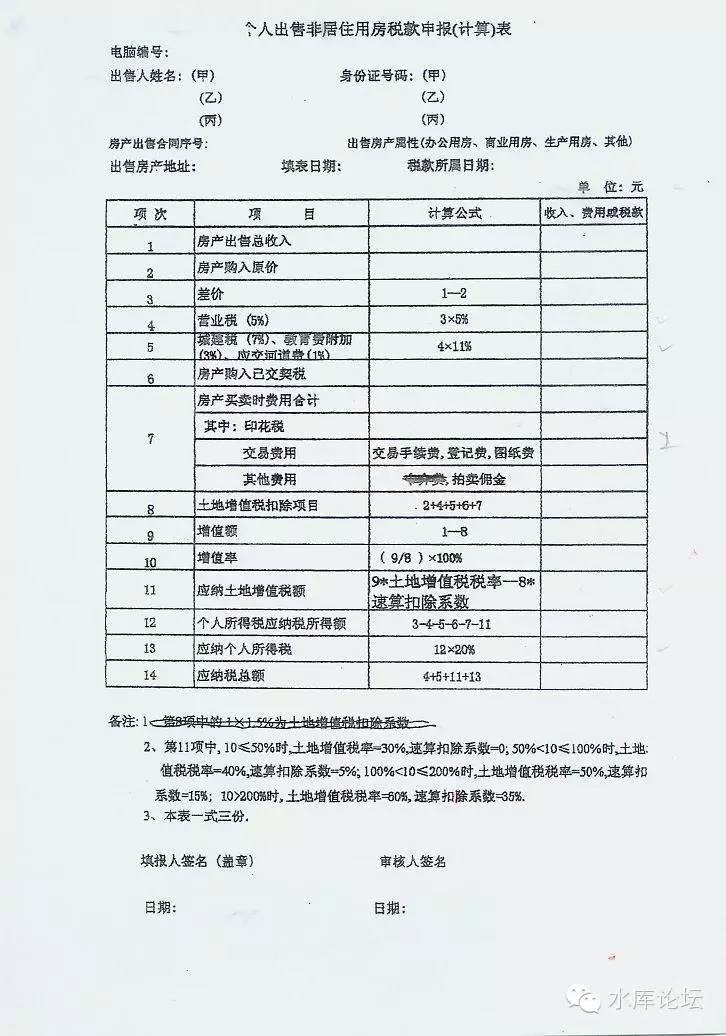 个人出售非居住用房税款申报(计算)表
电脑编号：
出售人姓名：(甲) 身份证号码：(甲)
(乙) (乙)
(丙) (丙)
房产出售合同序号： 出售房产属性(办公用房、商业用房、生产用房、其他)
出售房产地址： 填表日期： 税款所属日期：
单 位：元
项 次 项 目 计算公式 收入、费用或税款
1 房产出售总收入
2 房产购入原价
3 差价 1—2
4 营业税 (5%) 3×5%
5 城建税 (7%)、教育费附加(3%)、应交河道费(1%) 4×11%
6 房产购入已交契税
7 房产买卖时费用合计
其中：印花税
交易费用 交易手续费,登记费,图纸费
其他费用 ,拍卖佣金
8 土地增值税扣除项目 2+4+5+6+7
9 增值额 1—8
10 增值率 ( 9/8 ) ×100%
11 应纳土地增值税额 9*土地增值税税率—8*
速算扣除系数
12 个人所得税应纳税所得额 3-4-5-6-7-11
13 应纳个人所得税 12×20%
14 应纳税总额 4+5+11+13
备注: 1、第8项中的1×1.5%为土地增值税扣除系数
2、第11项中, 10≤50%时,土地增值税率=30%,速算扣除系数=0; 50%<10≤100%时,土地
值税税率=40%,速算扣除系数=5%; 100%<10≤200%时,土地增值税税率=50%,速算扣
系数=15%; 10>200%时,土地增值税税率=60%,速算扣除系数=35%.
3、本表一式三份.
填报人签名 (盖章) 审核人签名
日期： 日期：
水库论坛